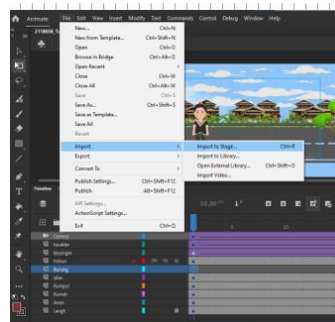 Animate File Edit View Insert Modify Text Commands Control Debug Window Help
New... Ctrl+N
New from Template... Ctrl+Shift+N
Open Ctrl+O
Browse in Bridge Ctrl+Alt+O
Open Recent
Close Ctrl+W
Close All Ctrl+Alt+W
Save Ctrl+S
Save As... Ctrl+Shift+S
Save as Template...
Save All
Revert
Import
Export
Convert To
Publish Settings... Ctrl+Shift+F12
Publish Alt+Shift+F12
AIR Settings...
ActionScript Settings...
Exit Ctrl+Q
Import to Stage... Ctrl+R
Import to Library...
Open External Library... Ctrl+Shift+O
Import Video...
Timeline
Camera
Burung
Jalan
Rumput
Rumah
Awan
Langit